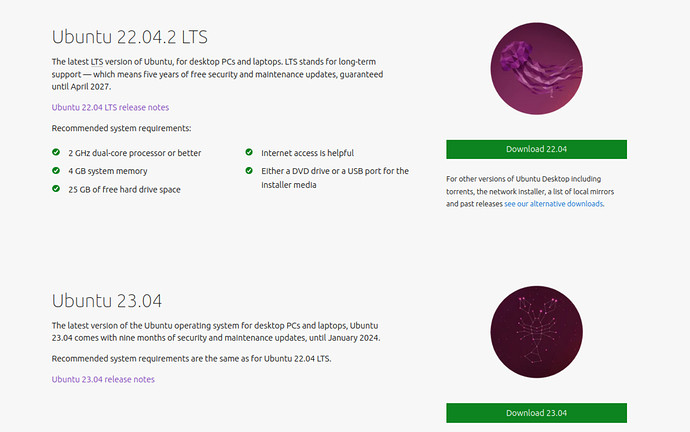 Ubuntu 22.04.2 LTS
The latest LTS version of Ubuntu, for desktop PCs and laptops. LTS stands for long-term
support — which means five years of free security and maintenance updates, guaranteed
until April 2027.
Ubuntu 22.04 LTS release notes
Recommended system requirements:
2 GHz dual-core processor or better
4 GB system memory
25 GB of free hard drive space
Internet access is helpful
Either a DVD drive or a USB port for the
installer media
Download 22.04
For other versions of Ubuntu Desktop including
torrents, the network installer, a list of local mirrors
and past releases see our alternative downloads.
Ubuntu 23.04
The latest version of the Ubuntu operating system for desktop PCs and laptops, Ubuntu
23.04 comes with nine months of security and maintenance updates, until January 2024.
Recommended system requirements are the same as for Ubuntu 22.04 LTS.
Ubuntu 23.04 release notes
Download 23.04